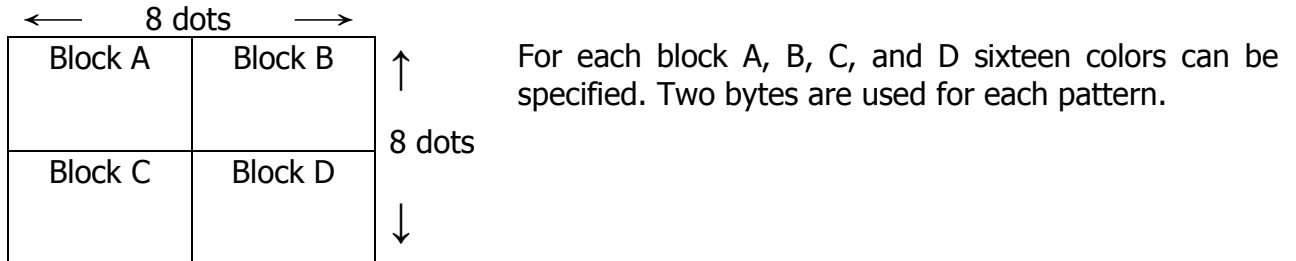 ← 8 dots →
Block A Block B ↑ For each block A, B, C, and D sixteen colors can be
specified. Two bytes are used for each pattern.
8 dots
Block C Block D
↓